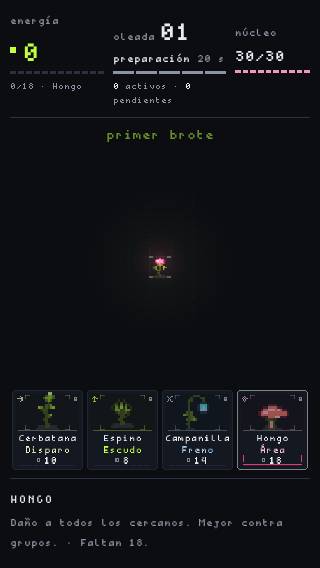 energía
0
0/18 · Hongo
oleada 01
preparación 20 s
0 activos · 0
pendientes
núcleo
30/30
primer brote
Cerbatana
Disparo
10
Espino
Escudo
8
Campanilla
Freno
14
Hongo
Área
18
HONGO
Daño a todos los cercanos. Mejor contra
grupos. · Faltan 18.